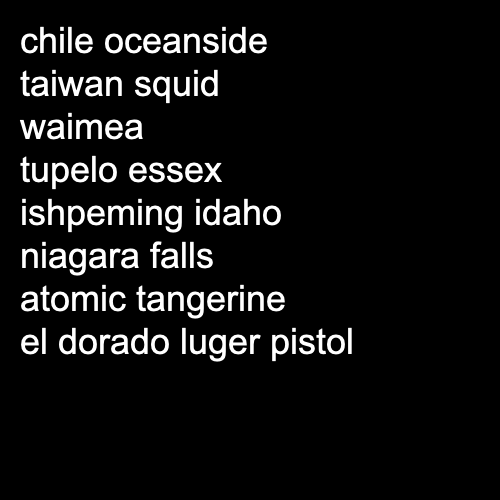 chile oceanside
taiwan squid
waimea
tupelo essex
ishpeming idaho
niagara falls
atomic tangerine
el dorado luger pistol